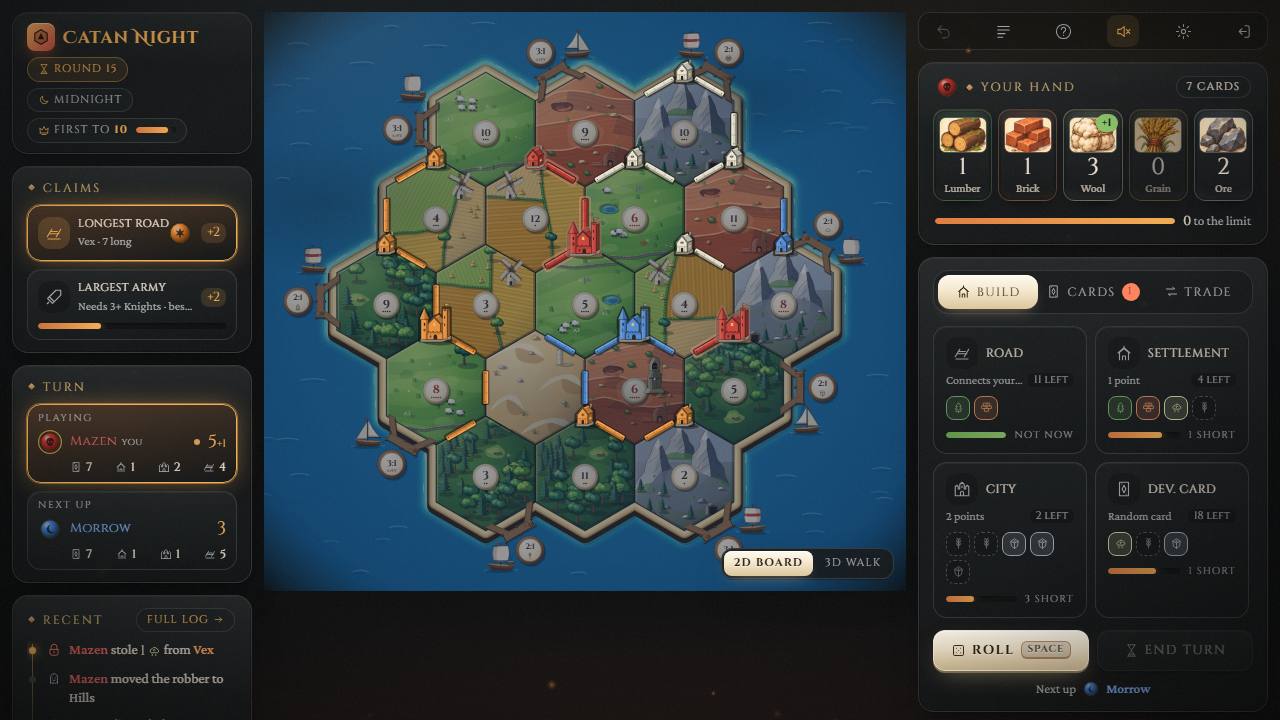 CATAN NIGHT
ROUND 15
MIDNIGHT
FIRST TO 10
CLAIMS
LONGEST ROAD
Vex · 7 long
+2
LARGEST ARMY
Needs 3+ Knights · bes...
+2
TURN
PLAYING
MAZEN YOU
5+1
7 1 2 4
NEXT UP
MORROW
3
7 1 1 5
RECENT
FULL LOG →
Mazen stole 1 from Vex
Mazen moved the robber to
Hills
3:1
2:1
3:1
10 9 10
4 12 6 11
2:1
2:1
9 3 5 4 8
8 6 5
2:1
3:1
3 11 2
2:1
2D BOARD
3D WALK
YOUR HAND
7 CARDS
+1
1 1 3 0 2
Lumber Brick Wool Grain Ore
0 to the limit
BUILD
CARDS 1
TRADE
ROAD
Connects your...
11 LEFT
NOT NOW
SETTLEMENT
1 point
4 LEFT
1 SHORT
CITY
2 points
2 LEFT
3 SHORT
DEV. CARD
Random card
18 LEFT
1 SHORT
ROLL SPACE
END TURN
Next up Morrow